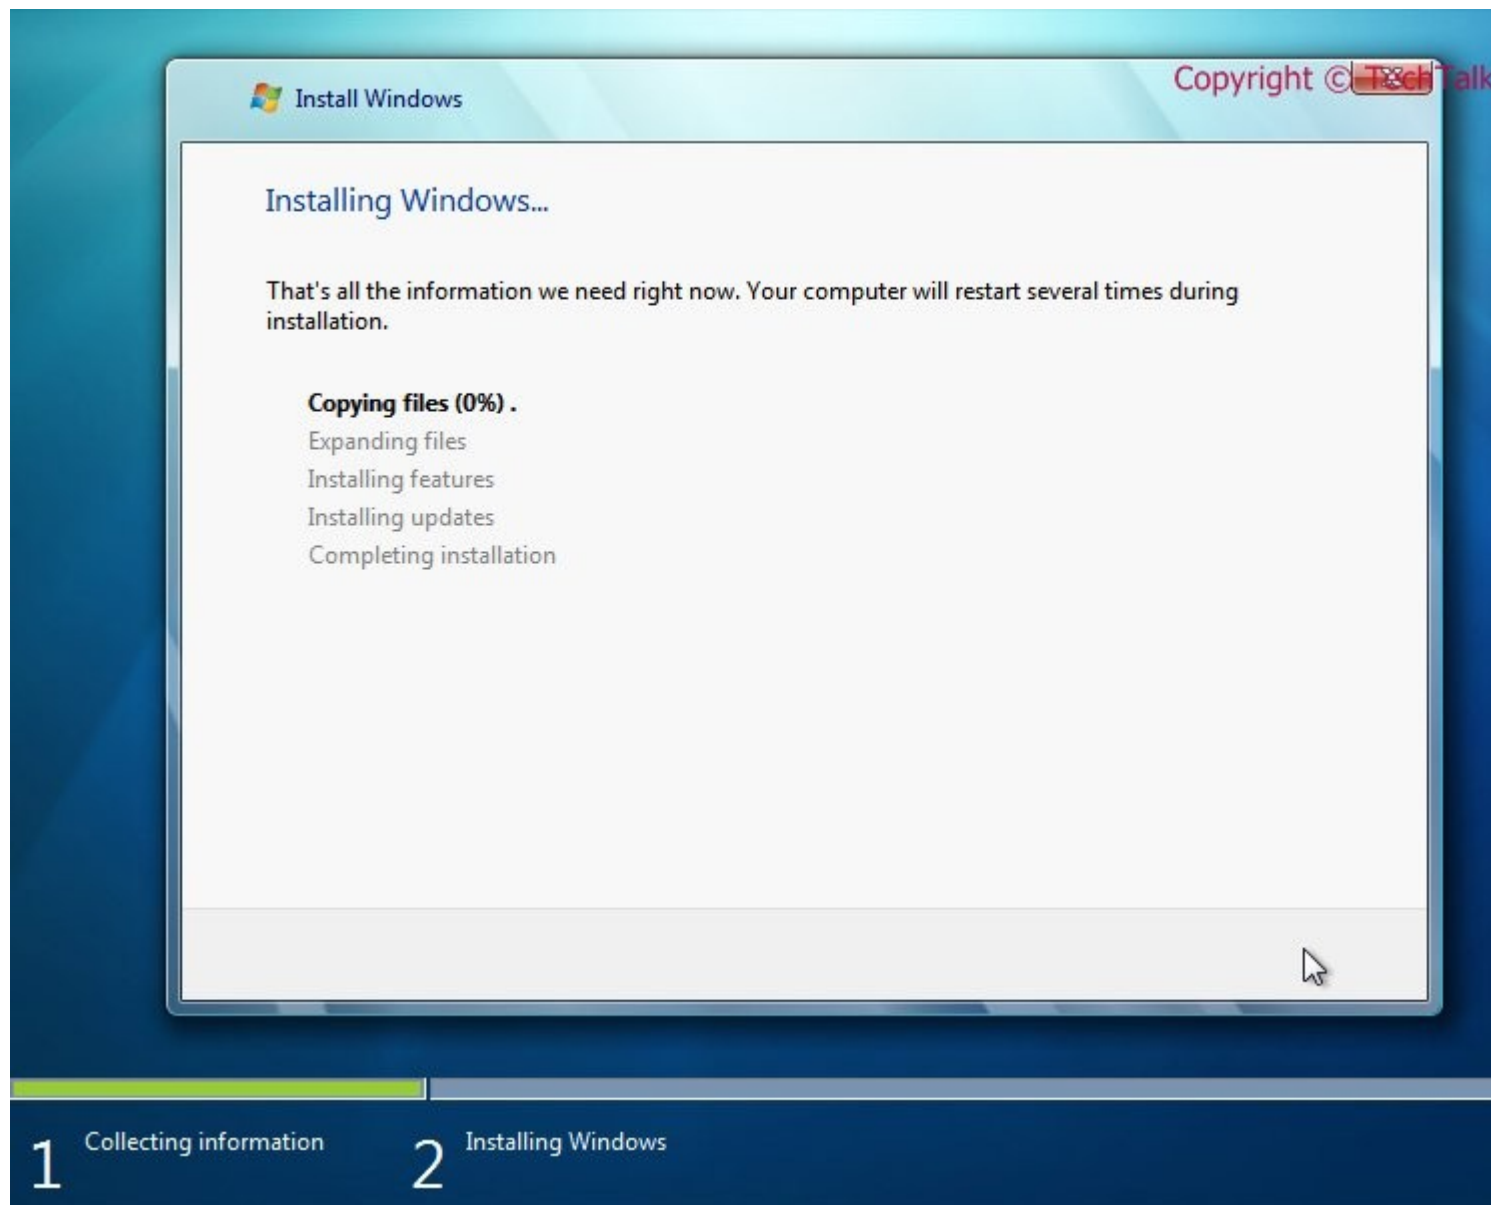 Install Windows
Copyright © TechTalk
Installing Windows...
That's all the information we need right now. Your computer will restart several times during
installation.
Copying files (0%) .
Expanding files
Installing features
Installing updates
Completing installation
1 Collecting information
2 Installing Windows